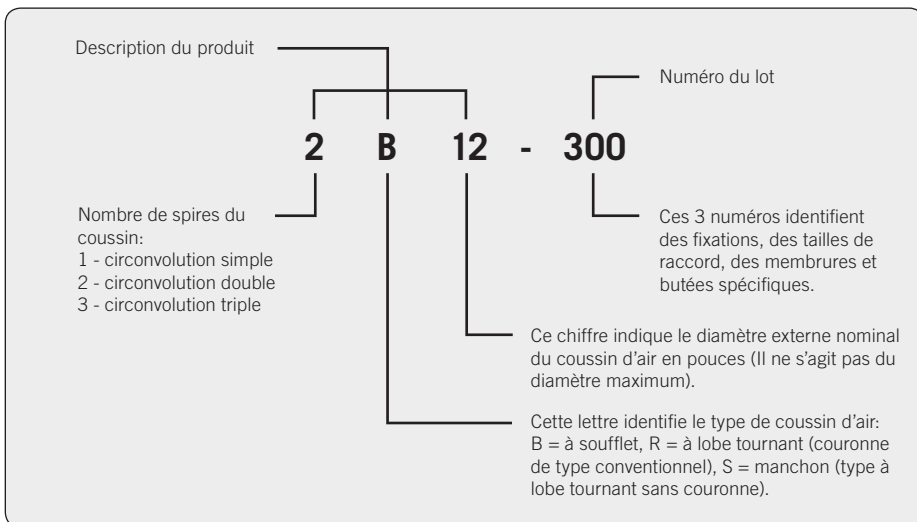 Description du produit
Numéro du lot
2 B 12 - 300
Nombre de spires du
coussin:
1 - circonvolution simple
2 - circonvolution double
3 - circonvolution triple
Ces 3 numéros identifient
des fixations, des tailles de
raccord, des membrures et
butées spécifiques.
Ce chiffre indique le diamètre externe nominal
du coussin d'air en pouces (Il ne s'agit pas du
diamètre maximum).
Cette lettre identifie le type de coussin d'air:
B = à soufflet, R = à lobe tournant (couronne
de type conventionnel), S = manchon (type à
lobe tournant sans couronne).